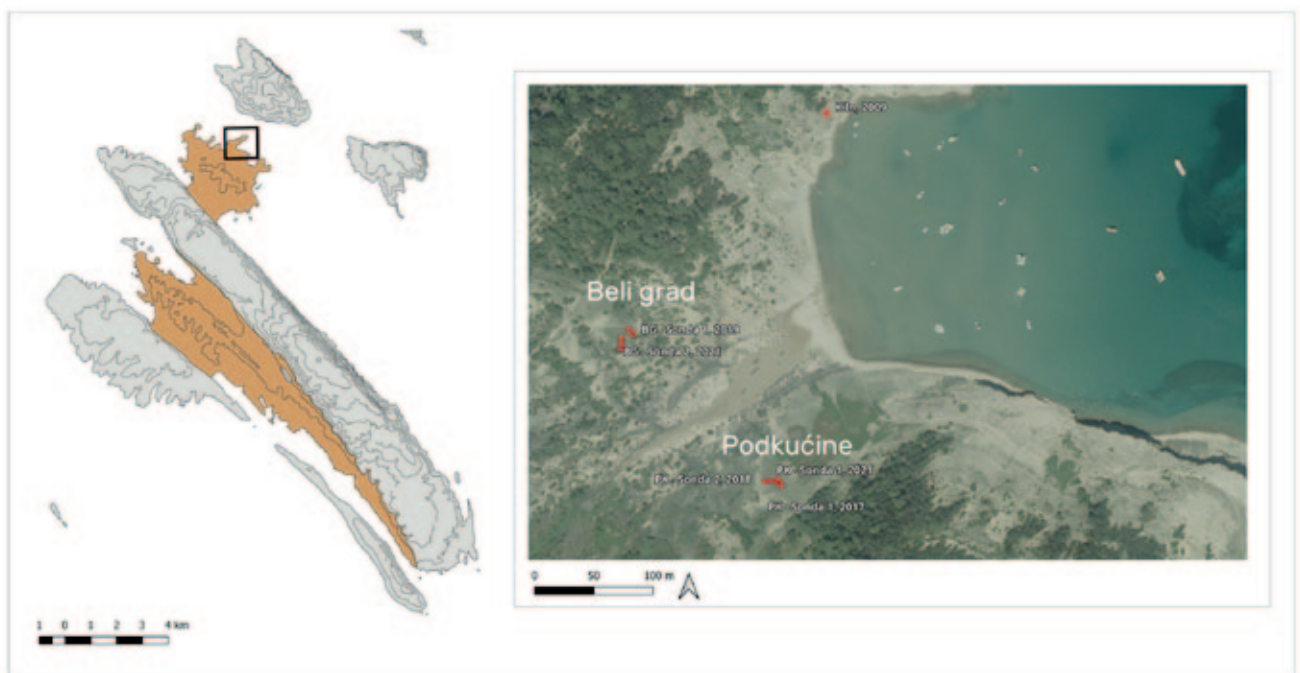 1 0 1 2 3 4 km
2009
Beli grad
BG, Sonda 1, 2019
Podkućine
PK, Sonda 1, 2021
PK, Sonda 2, 2018
PK, Sonda 1, 2017
0 50 100 m